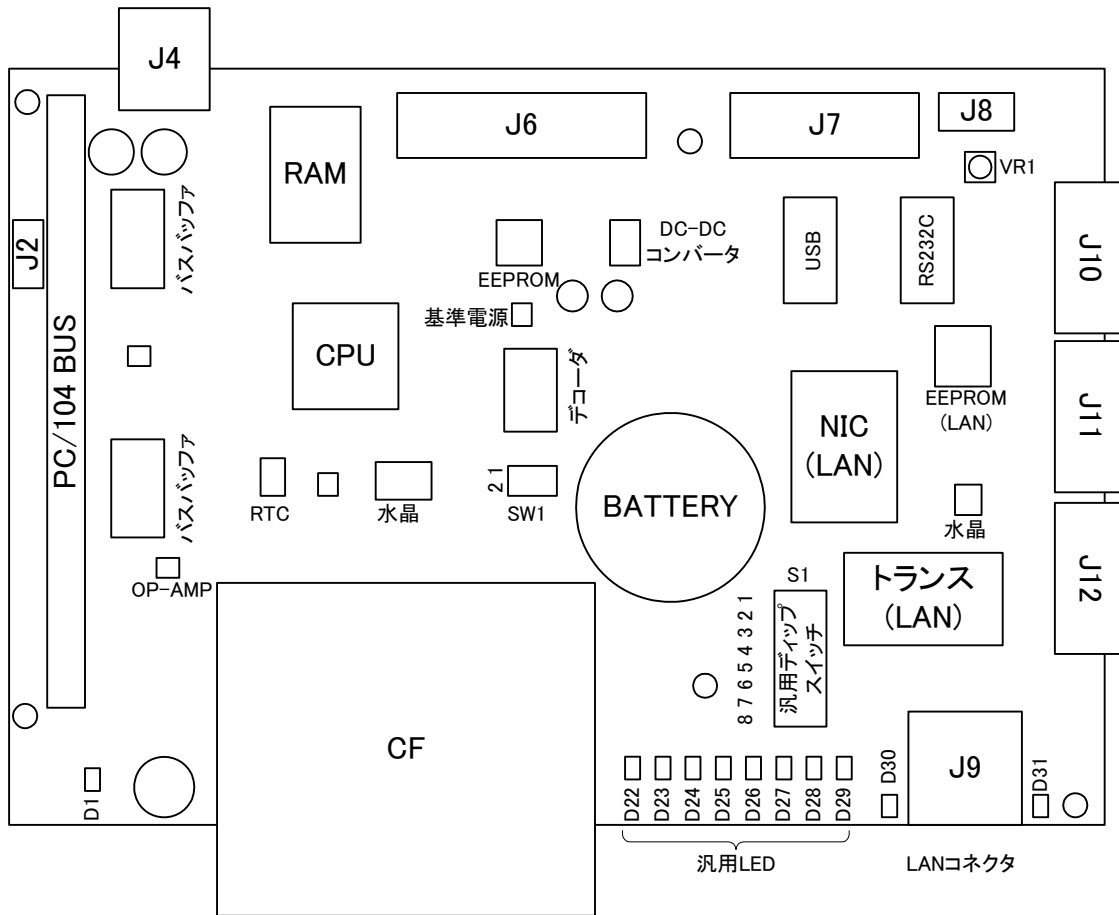 J4
J6
J7
J8
VR1
RAM
バスバッファ
J2
DC-DC
コンバータ
USB
RS232C
J10
EEPROM
基準電源
PC/104 BUS
CPU
デコーダ
EEPROM
(LAN)
J11
NIC
(LAN)
バスバッファ
RTC
水晶
2 1
SW1
BATTERY
水晶
OP-AMP
S1
トランス
(LAN)
J12
8 7 6 5 4 3 2 1
汎用ディップ
スイッチ
CF
D1
D22
D23
D24
D25
D26
D27
D28
D29
D30
J9
D31
汎用LED
LANコネクタ